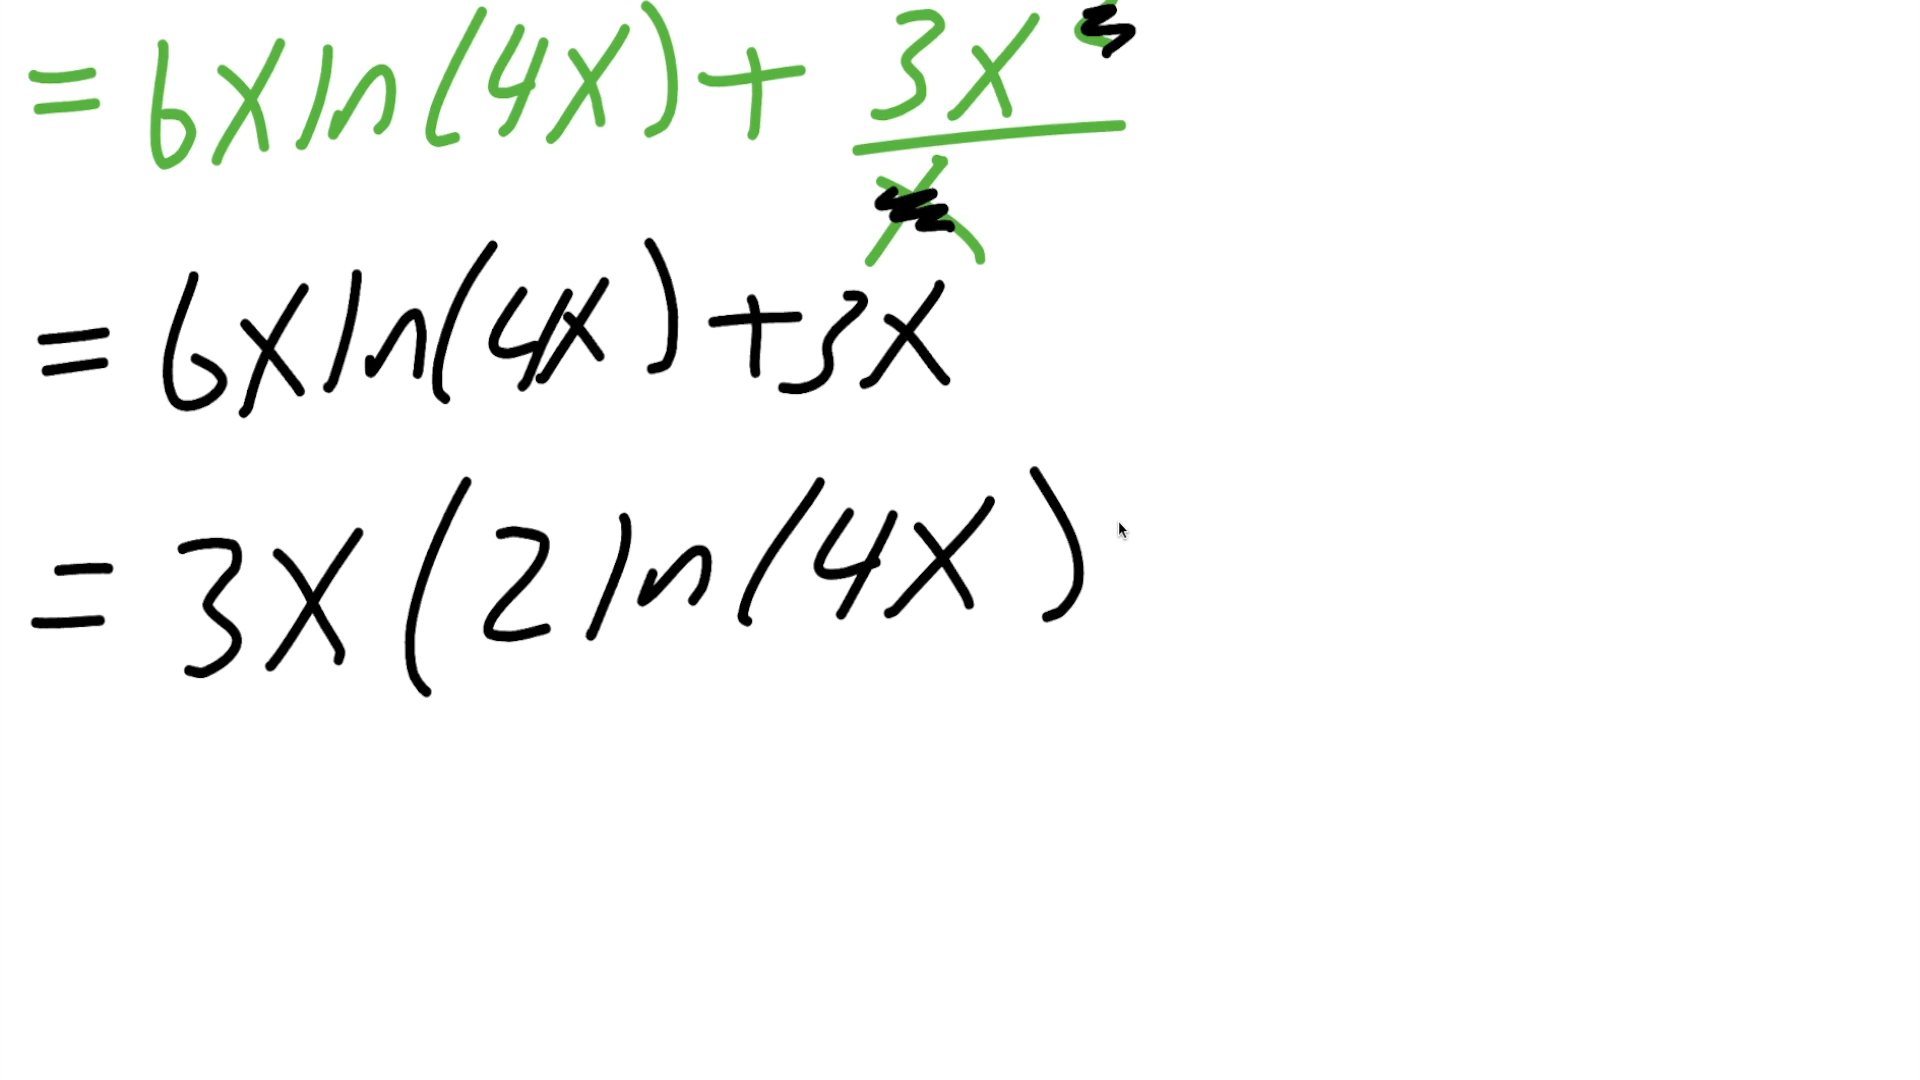 = 6x ln(4x) + 3x² / x
= 6x ln(4x) + 3x
= 3x (2 ln(4x)